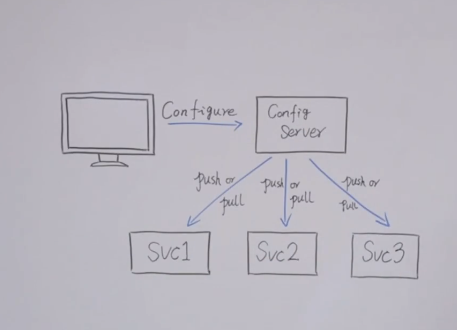 Configure
Config
Server
push or
pull
push or
pull
push or
pull
Svc1
Svc2
Svc3